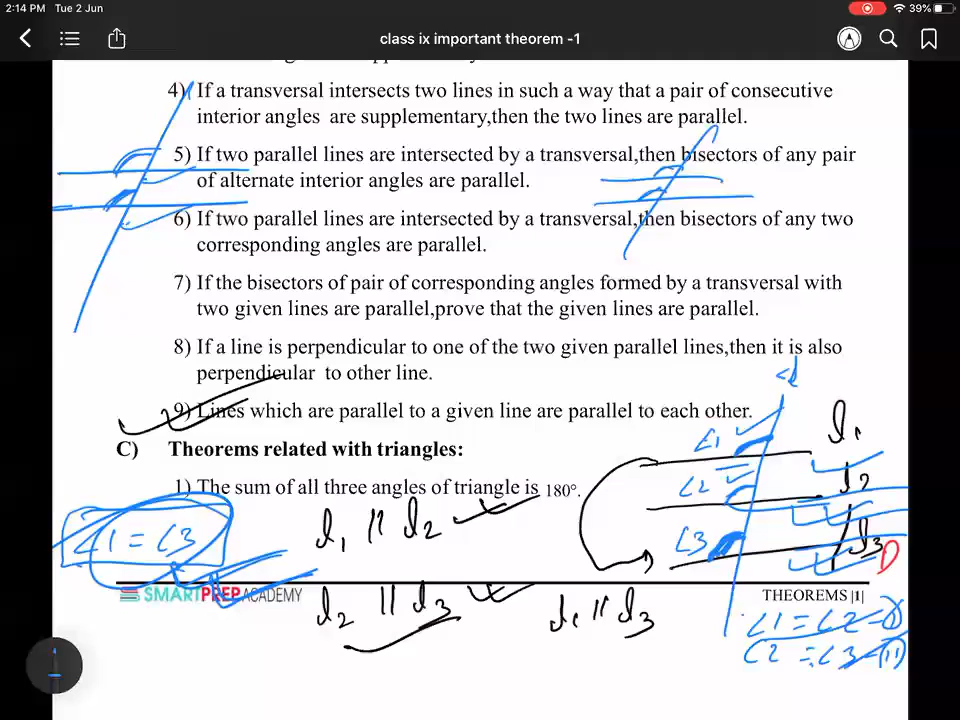 2:14 PM Tue 2 Jun 39%
class ix important theorem -1
4) If a transversal intersects two lines in such a way that a pair of consecutive
interior angles are supplementary,then the two lines are parallel.
5) If two parallel lines are intersected by a transversal,then bisectors of any pair
of alternate interior angles are parallel.
6) If two parallel lines are intersected by a transversal,then bisectors of any two
corresponding angles are parallel.
7) If the bisectors of pair of corresponding angles formed by a transversal with
two given lines are parallel,prove that the given lines are parallel.
8) If a line is perpendicular to one of the two given parallel lines,then it is also
perpendicular to other line.
9) Lines which are parallel to a given line are parallel to each other.
l₁
∠1
C) Theorems related with triangles:
l₂
∠2
1) The sum of all three angles of triangle is 180°.
l₁ || l₂
∠1 = ∠3
∠3
l₃
SMARTPREP ACADEMY
THEOREMS |1|
l₂ || l₃
l₁ || l₃
∠1 = ∠2 - (I)
∠2 = ∠3 - (II)